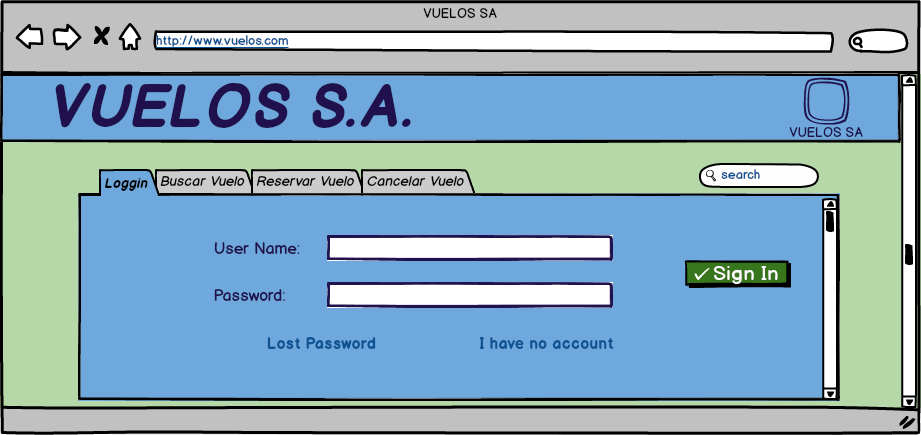 VUELOS SA
http://www.vuelos.com
VUELOS S.A.
VUELOS SA
Loggin
Buscar Vuelo
Reservar Vuelo
Cancelar Vuelo
search
User Name:
Sign In
Password:
Lost Password
I have no account